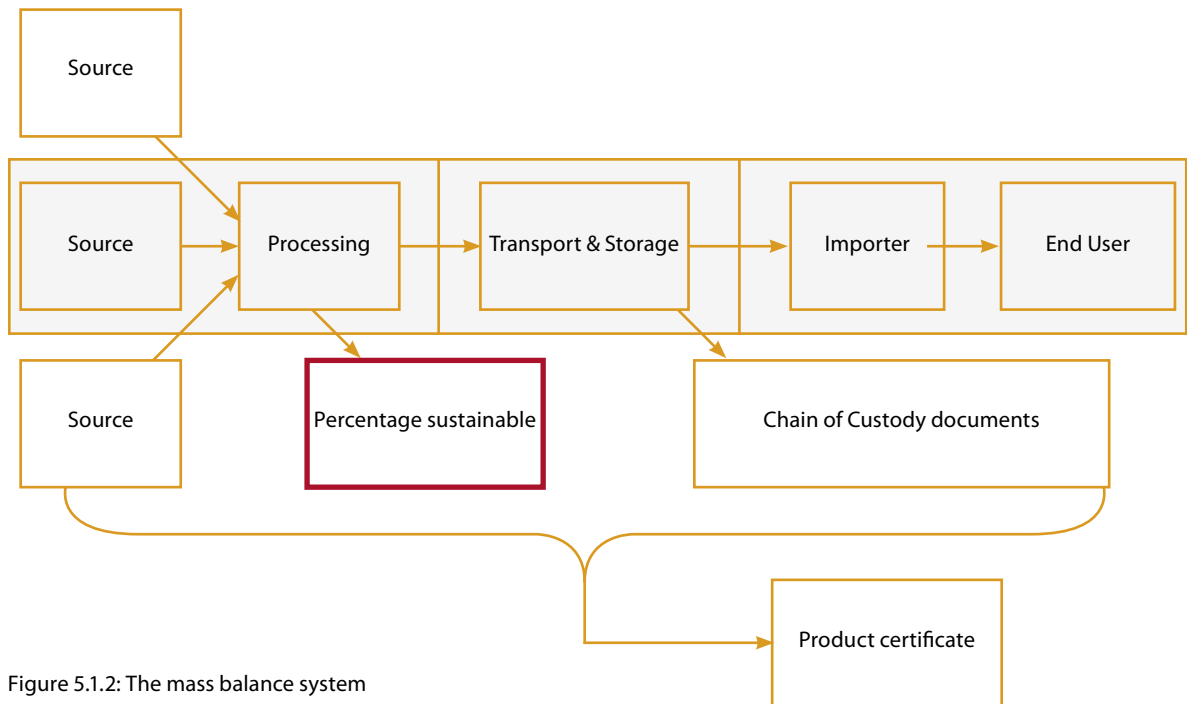 Source
Source
Processing
Transport & Storage
Importer
End User
Source
Percentage sustainable
Chain of Custody documents
Product certificate
Figure 5.1.2: The mass balance system